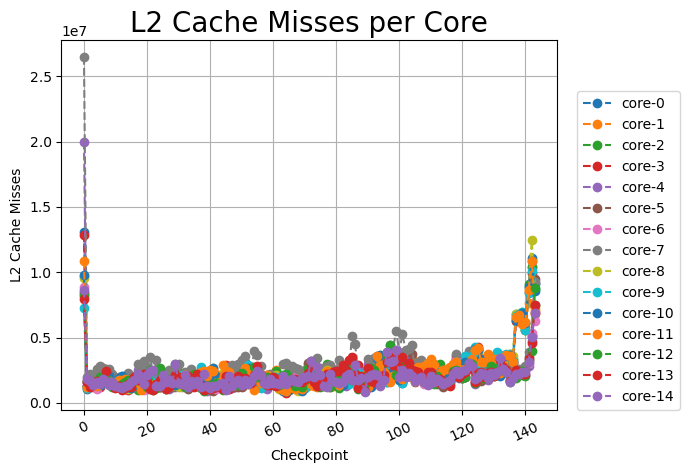 L2 Cache Misses per Core
1e7
2.5
2.0
1.5
1.0
0.5
0.0
L2 Cache Misses
0
20
40
60
80
100
120
140
Checkpoint
core-0
core-1
core-2
core-3
core-4
core-5
core-6
core-7
core-8
core-9
core-10
core-11
core-12
core-13
core-14